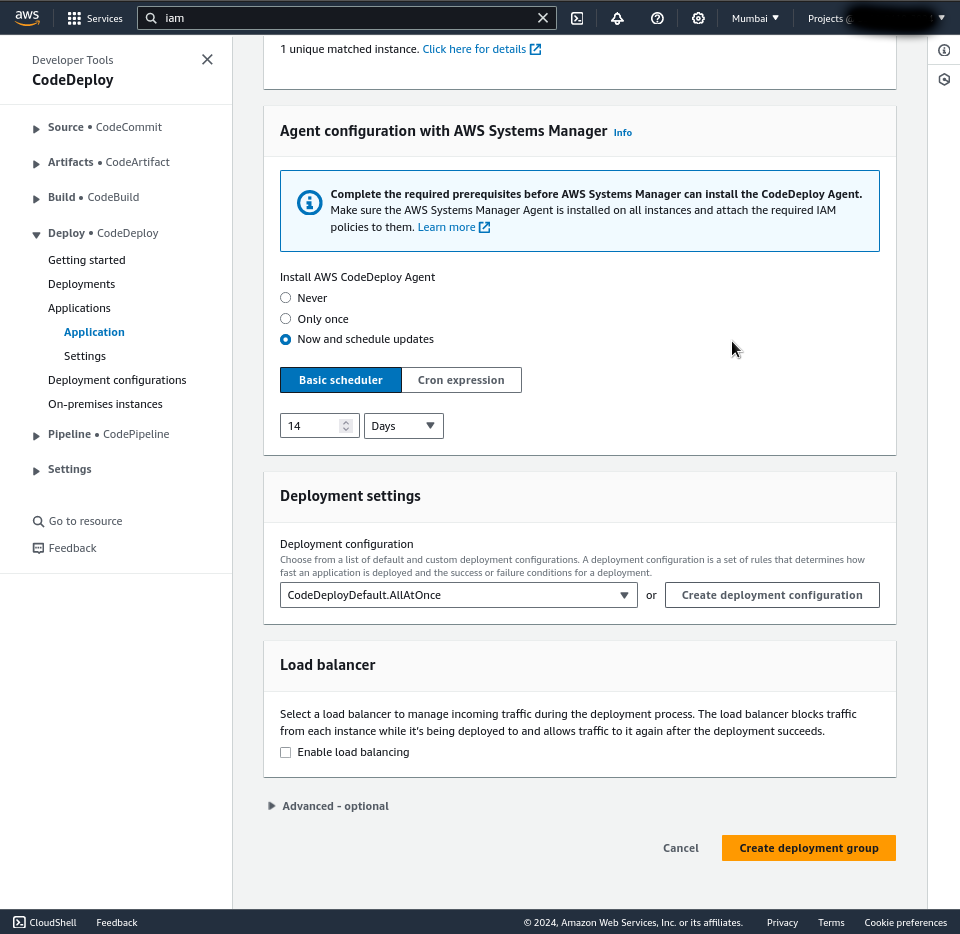 aws
Services
iam
Mumbai
Projects @
Developer Tools
CodeDeploy
Source • CodeCommit
Artifacts • CodeArtifact
Build • CodeBuild
Deploy • CodeDeploy
Getting started
Deployments
Applications
Application
Settings
Deployment configurations
On-premises instances
Pipeline • CodePipeline
Settings
Go to resource
Feedback
1 unique matched instance. Click here for details
Agent configuration with AWS Systems Manager Info
Complete the required prerequisites before AWS Systems Manager can install the CodeDeploy Agent.
Make sure the AWS Systems Manager Agent is installed on all instances and attach the required IAM
policies to them. Learn more
Install AWS CodeDeploy Agent
Never
Only once
Now and schedule updates
Basic scheduler
Cron expression
14
Days
Deployment settings
Deployment configuration
Choose from a list of default and custom deployment configurations. A deployment configuration is a set of rules that determines how
fast an application is deployed and the success or failure conditions for a deployment.
CodeDeployDefault.AllAtOnce
or
Create deployment configuration
Load balancer
Select a load balancer to manage incoming traffic during the deployment process. The load balancer blocks traffic
from each instance while it's being deployed to and allows traffic to it again after the deployment succeeds.
Enable load balancing
Advanced - optional
Cancel
Create deployment group
CloudShell
Feedback
© 2024, Amazon Web Services, Inc. or its affiliates.
Privacy
Terms
Cookie preferences